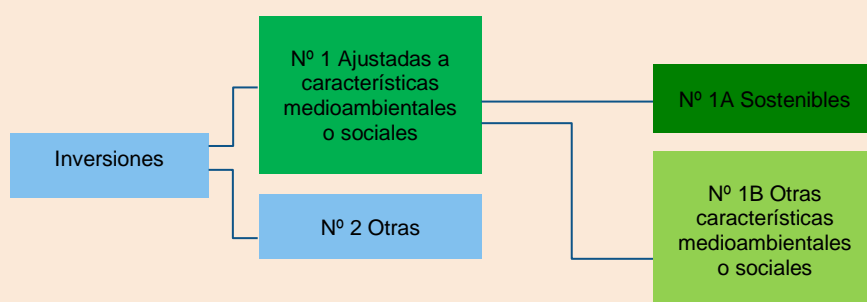 Inversiones
Nº 1 Ajustadas a
características
medioambientales
o sociales
Nº 2 Otras
Nº 1A Sostenibles
Nº 1B Otras
características
medioambientales
o sociales